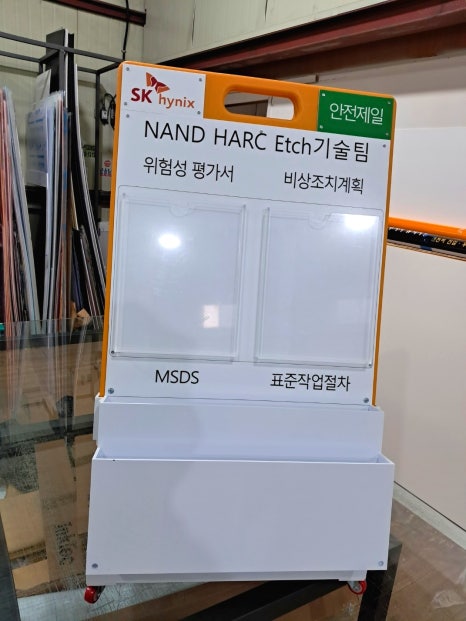 SK hynix
안전제일
NAND HARC Etch기술팀
위험성 평가서
비상조치계획
MSDS
표준작업절차